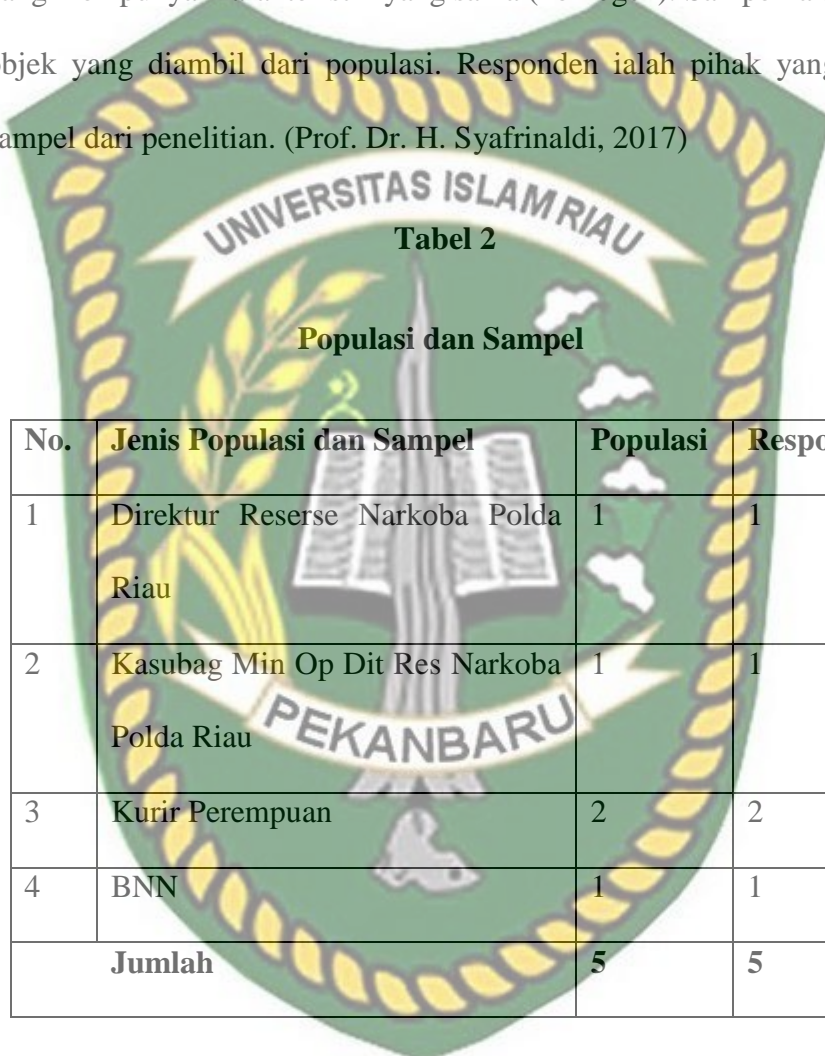 objek yang diambil dari populasi. Responden ialah pihak yang
ampel dari penelitian. (Prof. Dr. H. Syafrinaldi, 2017)
UNIVERSITAS ISLAM RIAU
Tabel 2
Populasi dan Sampel
No. Jenis Populasi dan Sampel Populasi Respo
1 Direktur Reserse Narkoba Polda 1 1
Riau
2 Kasubag Min Op Dit Res Narkoba 1 1
Polda Riau
PEKANBARU
3 Kurir Perempuan 2 2
4 BNN 1 1
Jumlah 5 5